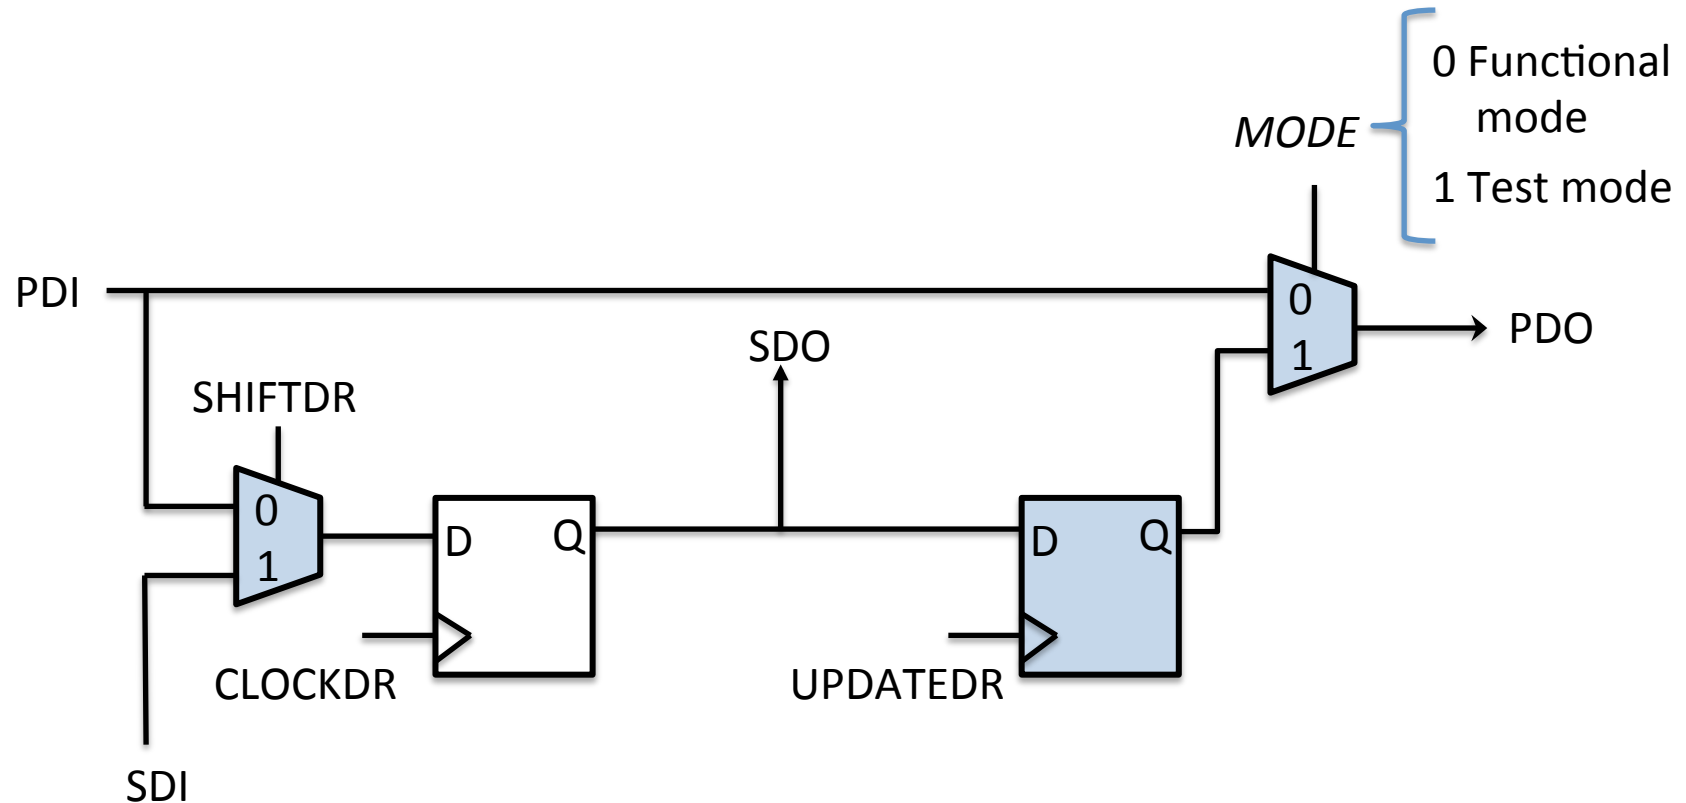 0 Functional
mode
MODE
1 Test mode
PDI
0
1
PDO
SDO
SHIFTDR
0
1
D
Q
D
Q
CLOCKDR
UPDATEDR
SDI